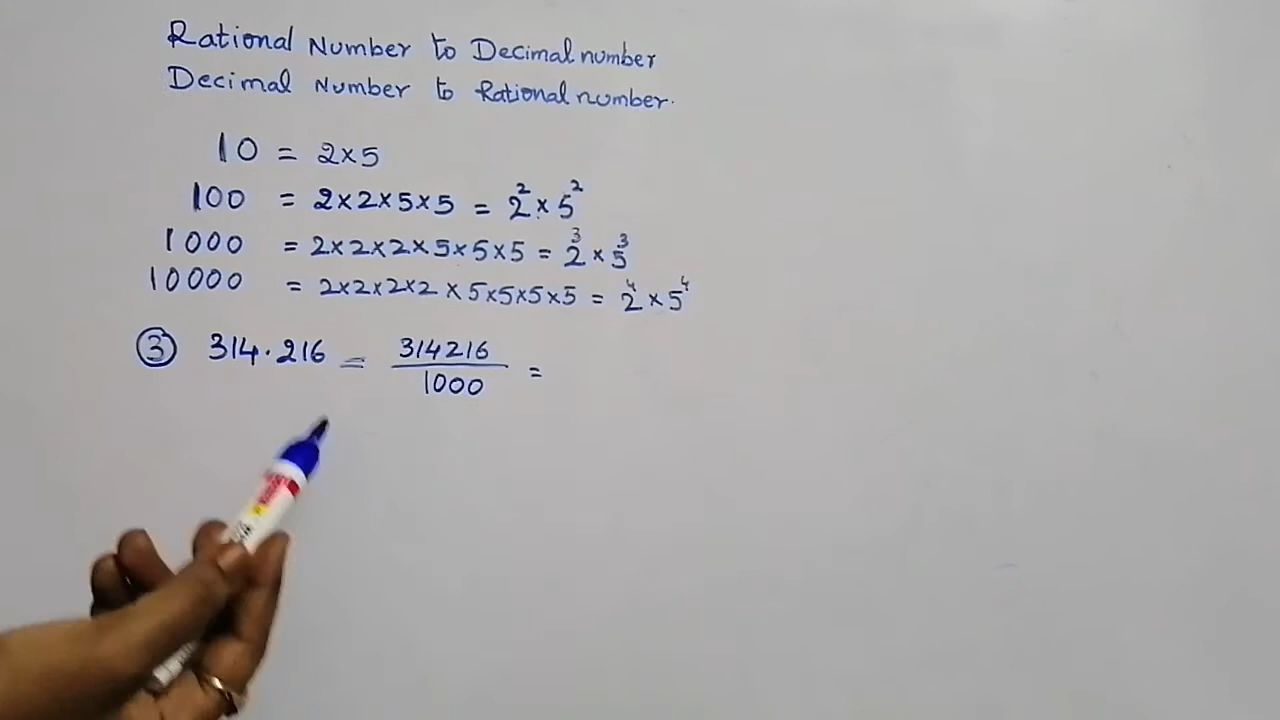 Rational Number to Decimal number
Decimal Number to Rational number.
10 = 2×5
100 = 2×2×5×5 = 2² × 5²
1000 = 2×2×2×5×5×5 = 2³ × 5³
10000 = 2×2×2×2×5×5×5×5 = 2⁴ × 5⁴
③ 314.216 = 314216/1000 =